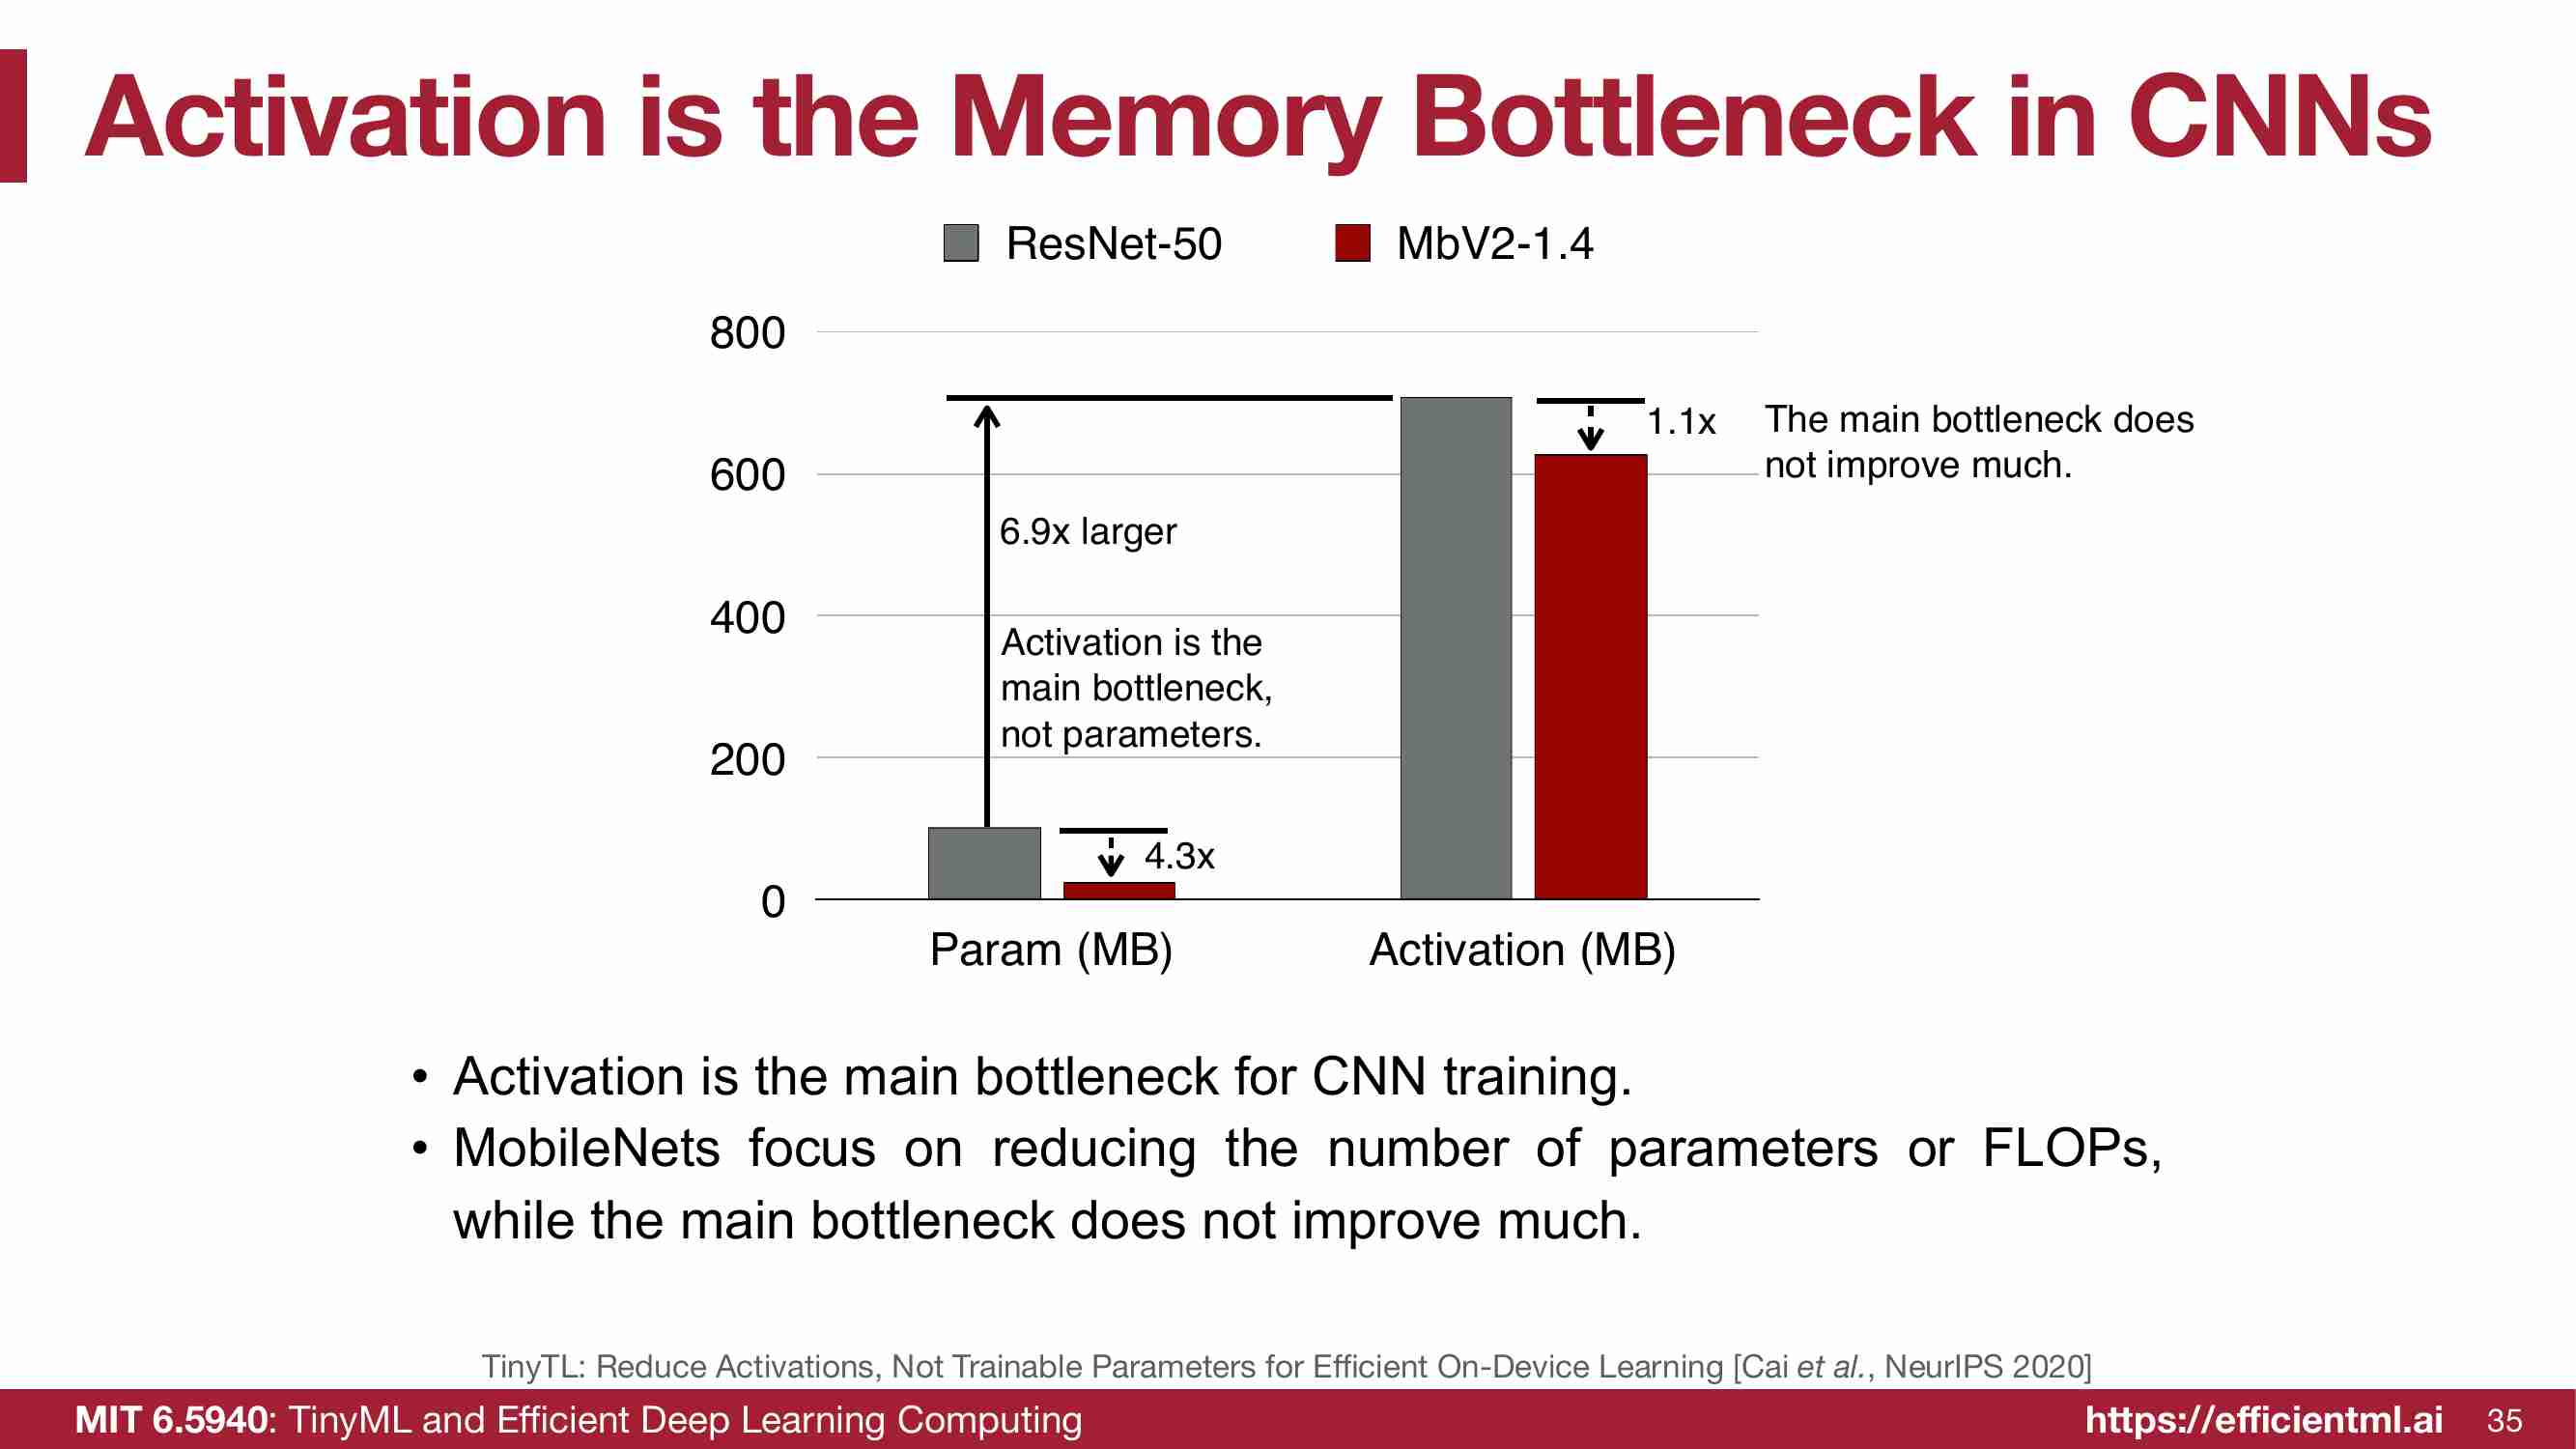 Activation is the Memory Bottleneck in CNNs
ResNet-50 MbV2-1.4
800
600
400
200
0
6.9x larger
Activation is the
main bottleneck,
not parameters.
4.3x
1.1x
The main bottleneck does
not improve much.
Param (MB) Activation (MB)
• Activation is the main bottleneck for CNN training.
• MobileNets focus on reducing the number of parameters or FLOPs,
while the main bottleneck does not improve much.
TinyTL: Reduce Activations, Not Trainable Parameters for Efficient On-Device Learning [Cai et al., NeurIPS 2020]
MIT 6.5940: TinyML and Efficient Deep Learning Computing https://efficientml.ai 35